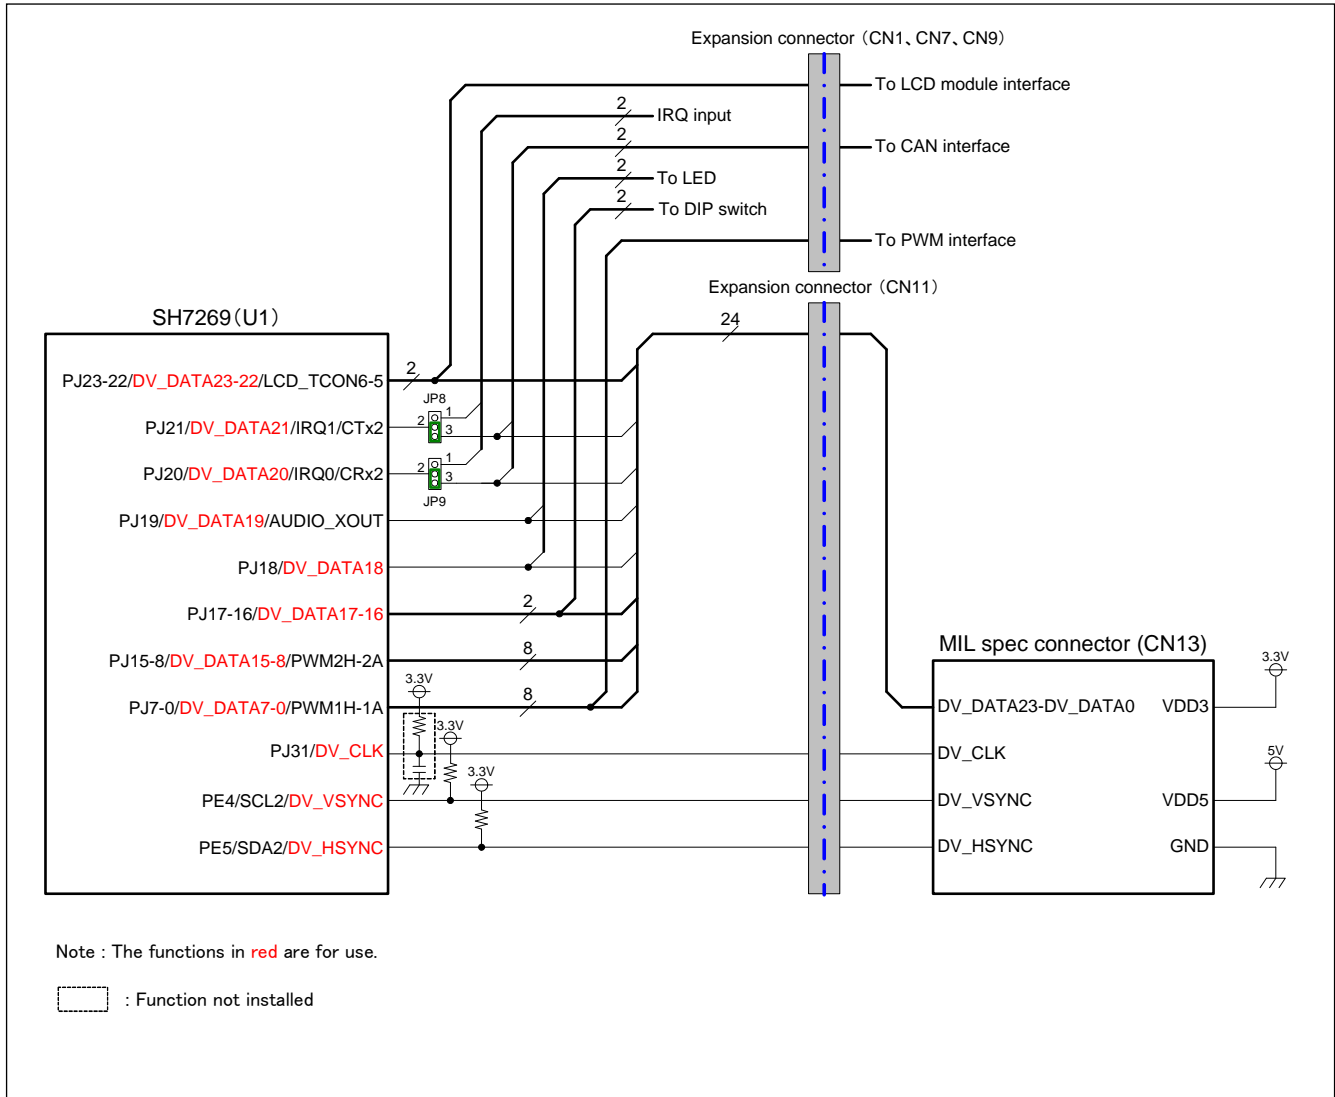 Expansion connector（CN1、CN7、CN9）
To LCD module interface
2
IRQ input
2
To CAN interface
2
To LED
2
To DIP switch
To PWM interface
Expansion connector（CN11）
SH7269（U1）
24
PJ23-22/DV_DATA23-22/LCD_TCON6-5
2
JP8
1
PJ21/DV_DATA21/IRQ1/CTx2
2
3
1
PJ20/DV_DATA20/IRQ0/CRx2
2
3
JP9
PJ19/DV_DATA19/AUDIO_XOUT
PJ18/DV_DATA18
PJ17-16/DV_DATA17-16
2
PJ15-8/DV_DATA15-8/PWM2H-2A
8
MIL spec connector (CN13)
3.3V
3.3V
PJ7-0/DV_DATA7-0/PWM1H-1A
8
DV_DATA23-DV_DATA0
VDD3
3.3V
PJ31/DV_CLK
DV_CLK
5V
3.3V
PE4/SCL2/DV_VSYNC
DV_VSYNC
VDD5
PE5/SDA2/DV_HSYNC
DV_HSYNC
GND
Note : The functions in red are for use.
: Function not installed